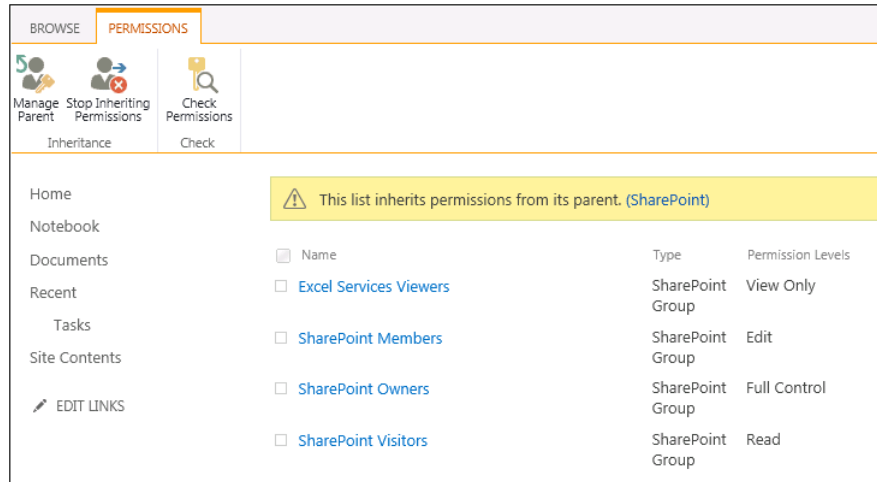 BROWSE PERMISSIONS
Manage Parent
Stop Inheriting Permissions
Check Permissions
Inheritance
Check
Home
Notebook
Documents
Recent
Tasks
Site Contents
EDIT LINKS
This list inherits permissions from its parent. (SharePoint)
Name Type Permission Levels
Excel Services Viewers SharePoint Group View Only
SharePoint Members SharePoint Group Edit
SharePoint Owners SharePoint Group Full Control
SharePoint Visitors SharePoint Group Read